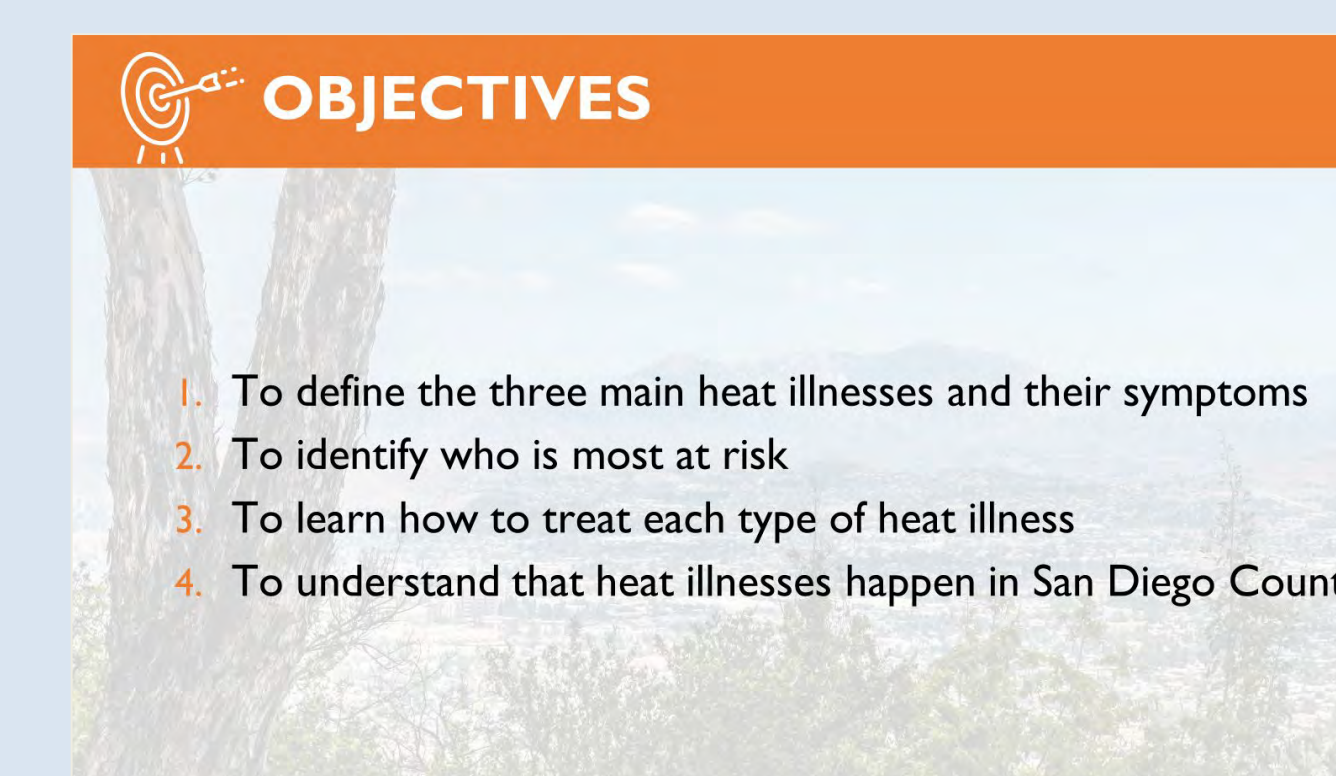 OBJECTIVES
1. To define the three main heat illnesses and their symptoms
2. To identify who is most at risk
3. To learn how to treat each type of heat illness
4. To understand that heat illnesses happen in San Diego